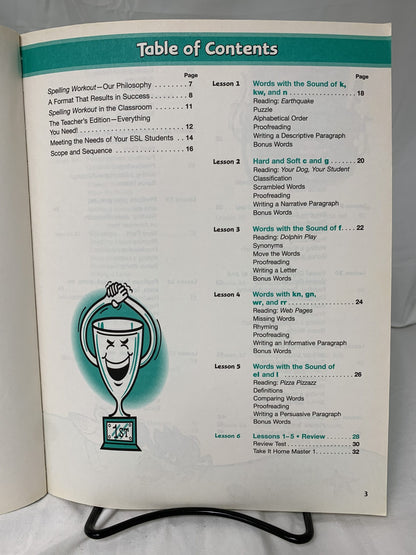 Table of Contents
Page
Spelling Workout—Our Philosophy . . . . . . . 7
A Format That Results in Success . . . . . . . 8
Spelling Workout in the Classroom . . . . . . . 11
The Teacher's Edition—Everything
You Need! . . . . . . . 12
Meeting the Needs of Your ESL Students . . 14
Scope and Sequence . . . . . . . 16
1ST
Page
Lesson 1 Words with the Sound of k,
kw, and n . . . . . . . 18
Reading: Earthquake
Puzzle
Alphabetical Order
Proofreading
Writing a Descriptive Paragraph
Bonus Words
Lesson 2 Hard and Soft c and g . . . . . . . 20
Reading: Your Dog, Your Student
Classification
Scrambled Words
Proofreading
Writing a Narrative Paragraph
Bonus Words
Lesson 3 Words with the Sound of f . . . . 22
Reading: Dolphin Play
Synonyms
Move the Words
Proofreading
Writing a Letter
Bonus Words
Lesson 4 Words with kn, gn,
wr, and rr . . . . . . . 24
Reading: Web Pages
Missing Words
Rhyming
Proofreading
Writing an Informative Paragraph
Bonus Words
Lesson 5 Words with the Sound of
el and l . . . . . . . 26
Reading: Pizza Pizzazz
Definitions
Comparing Words
Proofreading
Writing a Persuasive Paragraph
Bonus Words
Lesson 6 Lessons 1–5 • Review . . . . . . . 28
Review Test . . . . . . . 30
Take It Home Master 1 . . . . . . . 32
3